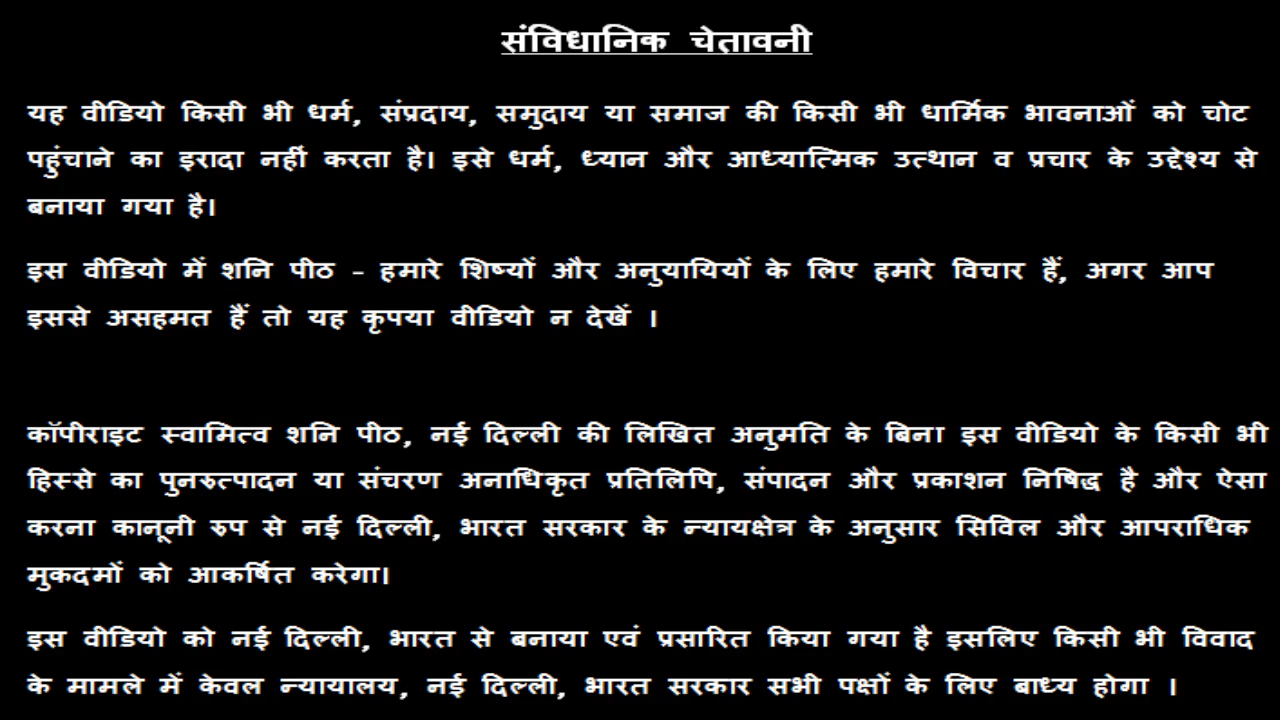 संविधानिक चेतावनी
यह वीडियो किसी भी धर्म, संप्रदाय, समुदाय या समाज की किसी भी धार्मिक भावनाओं को चोट
पहुंचाने का इरादा नहीं करता है। इसे धर्म, ध्यान और आध्यात्मिक उत्थान व प्रचार के उद्देश्य से
बनाया गया है।
इस वीडियो में शनि पीठ – हमारे शिष्यों और अनुयायियों के लिए हमारे विचार हैं, अगर आप
इससे असहमत हैं तो यह कृपया वीडियो न देखें ।
कॉपीराइट स्वामित्व शनि पीठ, नई दिल्ली की लिखित अनुमति के बिना इस वीडियो के किसी भी
हिस्से का पुनरुत्पादन या संचरण अनाधिकृत प्रतिलिपि, संपादन और प्रकाशन निषिद्ध है और ऐसा
करना कानूनी रुप से नई दिल्ली, भारत सरकार के न्यायक्षेत्र के अनुसार सिविल और आपराधिक
मुकदमों को आकर्षित करेगा।
इस वीडियो को नई दिल्ली, भारत से बनाया एवं प्रसारित किया गया है इसलिए किसी भी विवाद
के मामले में केवल न्यायालय, नई दिल्ली, भारत सरकार सभी पक्षों के लिए बाध्य होगा ।